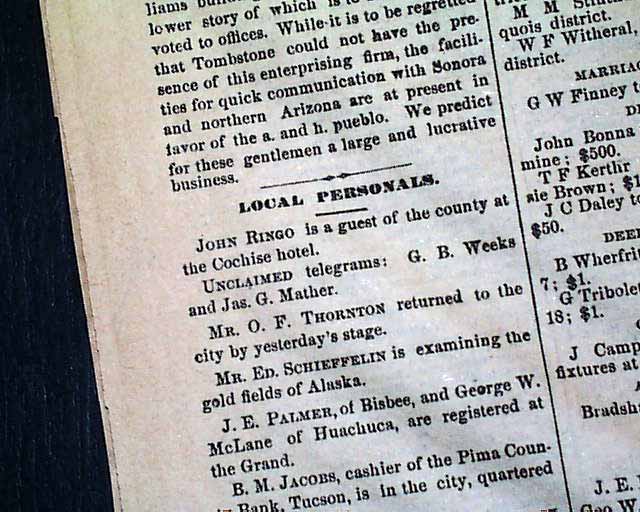 lower story of which is
voted to offices. While it is to be regretted
that Tombstone could not have the pre-
sence of this enterprising firm, the facili-
ties for quick communication with Sonora
and northern Arizona are at present in
favor of the a. and h. pueblo. We predict
for these gentlemen a large and lucrative
business.
LOCAL PERSONALS.
JOHN RINGO is a guest of the county at
the Cochise hotel.
UNCLAIMED telegrams: G. B. Weeks
and Jas. G. Mather.
MR. O. F. THORNTON returned to the
city by yesterday's stage.
MR. ED. SCHIEFFELIN is examining the
gold fields of Alaska.
J. E. PALMER, of Bisbee, and George W.
McLane of Huachuca, are registered at
the Grand.
B. M. JACOBS, cashier of the Pima Coun-
Bank, Tucson, is in the city, quartered
M M
quois district.
W F Witheral,
district.
MARRIAG
G W Finney to
John Bonna
mine; $500.
T F Kerthr
sie Brown; $1
J C Daley to
$50.
DEE
B Wherfrit
7; $1.
G Tribolet
18; $1.
J Camp
fixtures at
Bradsh
J. E.
Geo W